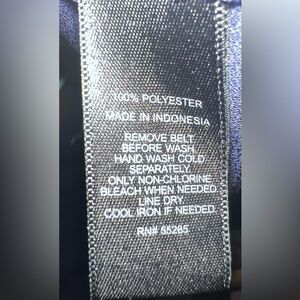 100% POLYESTER
MADE IN INDONESIA
REMOVE BELT
BEFORE WASH
HAND WASH COLD
SEPARATELY
ONLY NON-CHLORINE
BLEACH WHEN NEEDED
LINE DRY
COOL IRON IF NEEDED
RN# 55285